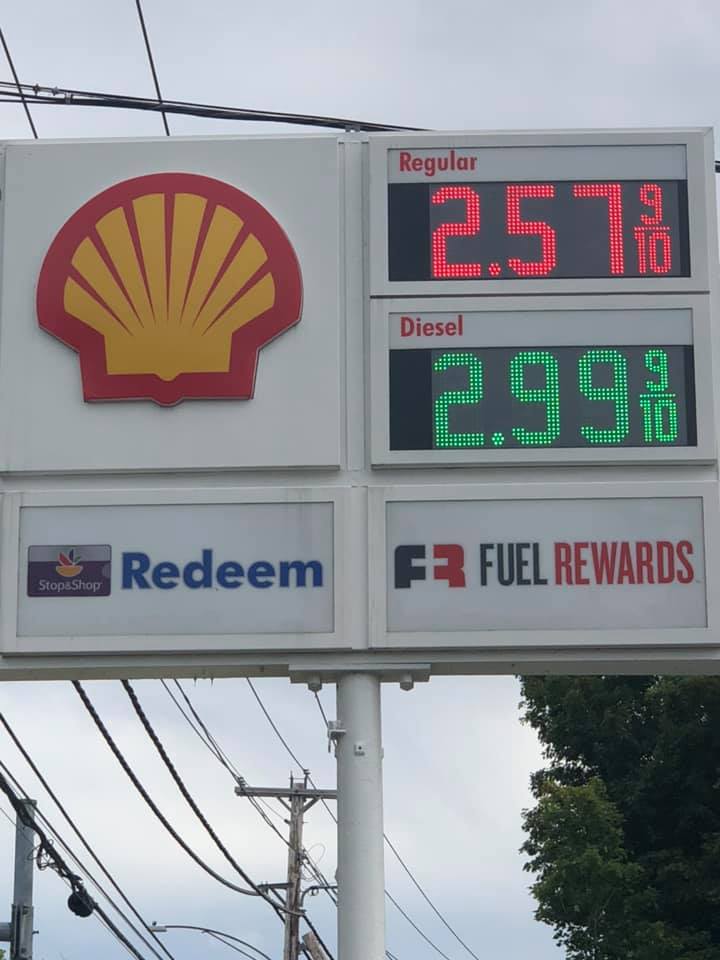 Regular
2.57 9/10
Diesel
2.99 9/10
Stop&Shop Redeem
FR FUEL REWARDS